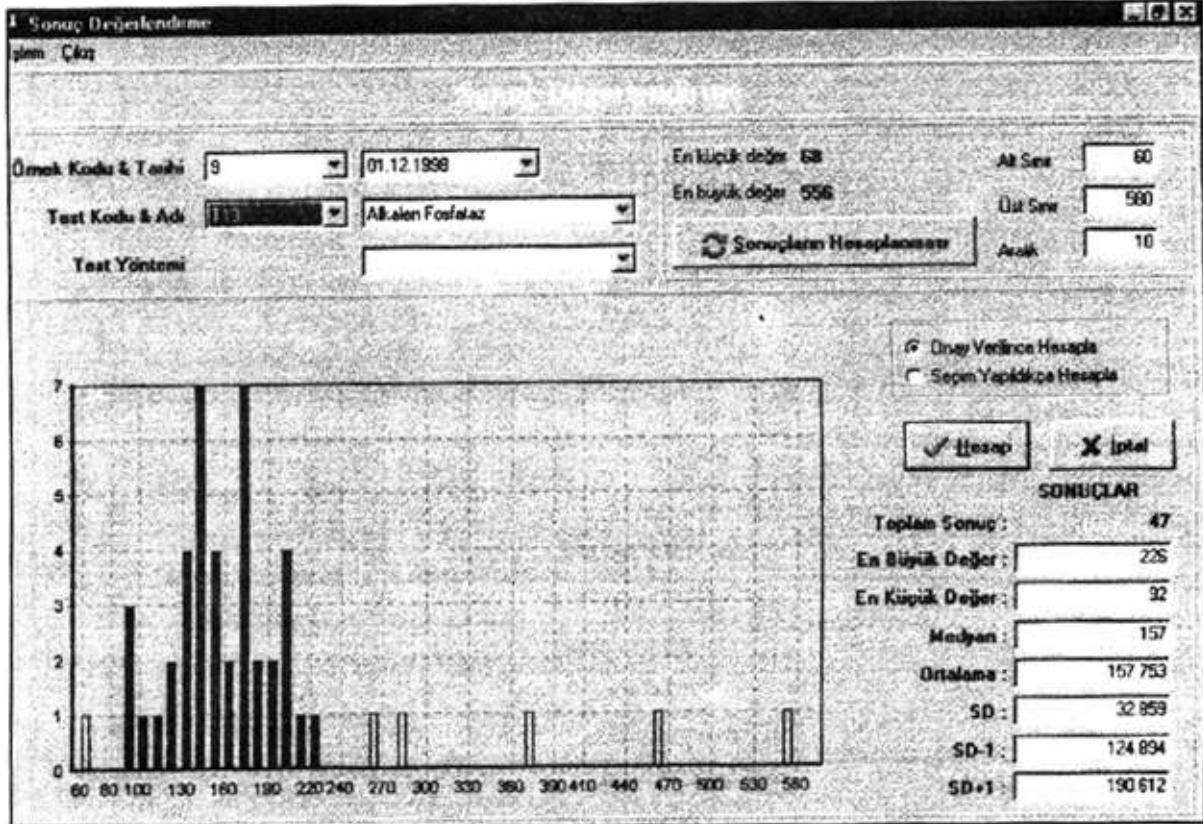 Sonuç Değerlendirme
İşlem Çıkış
Örnek Kodu & Tarihi 9 01.12.1998
En küçük değer 68
Alt Sınır 60
En büyük değer 556
Üst Sınır 580
Test Kodu & Adı Alkalen Fosfataz
Sonuçların Hesaplanması
Aralık 10
Test Yöntemi
Onay Verilince Hesapla
Seçim Yapıldıkça Hesapla
7
6
5
4
3
2
1
0
60 80 100 130 160 190 220 240 270 300 330 360 390 410 440 470 500 530 560
Hesap İptal
SONUÇLAR
Toplam Sonuç : 47
En Büyük Değer : 226
En Küçük Değer : 92
Medyan : 157
Ortalama : 157 753
SD : 32 859
SD-1 : 124 894
SD+1 : 190 612